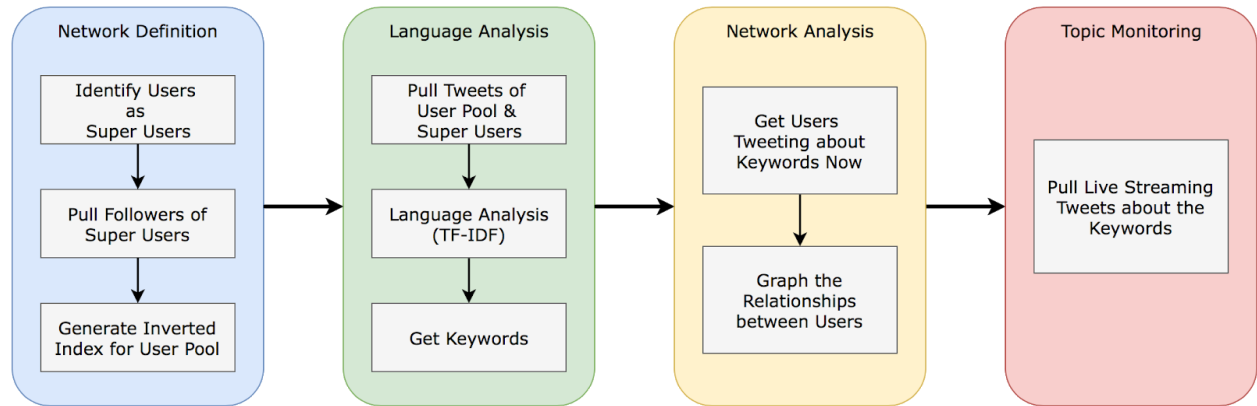 Network Definition
Identify Users
as
Super Users
Pull Followers of
Super Users
Generate Inverted
Index for User Pool
Language Analysis
Pull Tweets of
User Pool &
Super Users
Language Analysis
(TF-IDF)
Get Keywords
Network Analysis
Get Users
Tweeting about
Keywords Now
Graph the
Relationships
between Users
Topic Monitoring
Pull Live Streaming
Tweets about the
Keywords